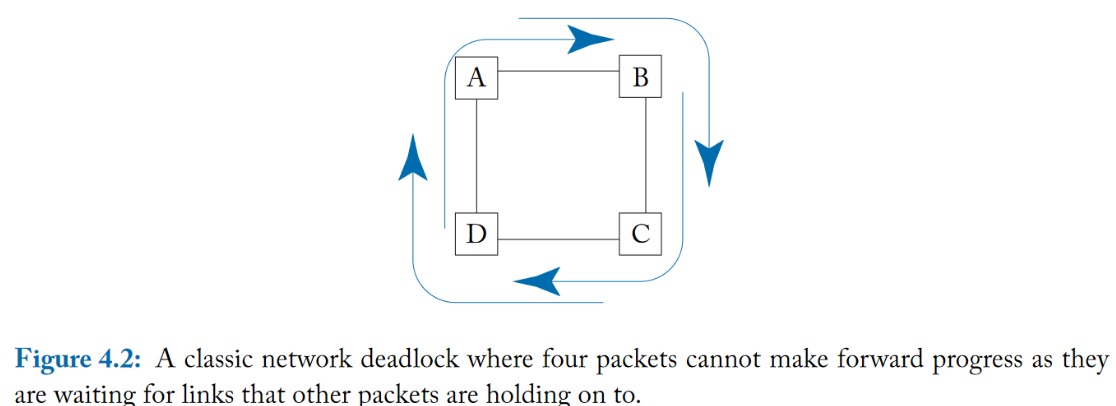 A B
D C
Figure 4.2: A classic network deadlock where four packets cannot make forward progress as they
are waiting for links that other packets are holding on to.